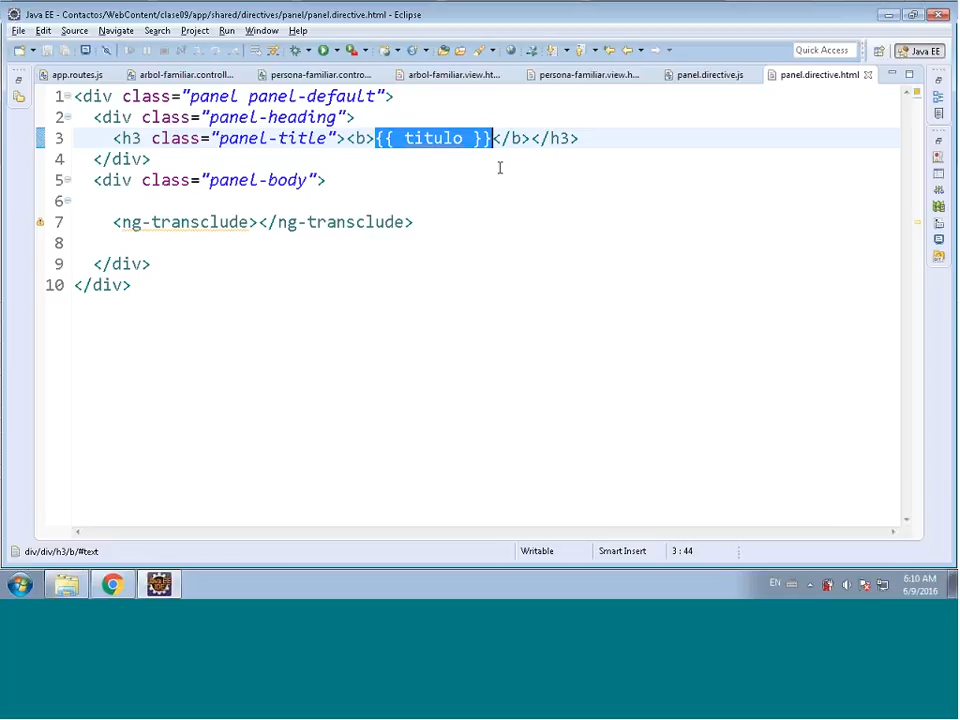 Java EE - Contactos/WebContent/clase09/app/shared/directives/panel/panel.directive.html - Eclipse
File Edit Source Navigate Search Project Run Window Help
Quick Access Java EE
app.routes.js arbol-familiar.controll... persona-familiar.contro... arbol-familiar.view.ht... persona-familiar.view.h... panel.directive.js panel.directive.html
1 <div class="panel panel-default">
2 <div class="panel-heading">
3 <h3 class="panel-title"><b>{{ titulo }}</b></h3>
4 </div>
5 <div class="panel-body">
6
7 <ng-transclude></ng-transclude>
8
9 </div>
10 </div>
div/div/h3/b/#text Writable Smart Insert 3 : 44
EN 6:10 AM
6/9/2016